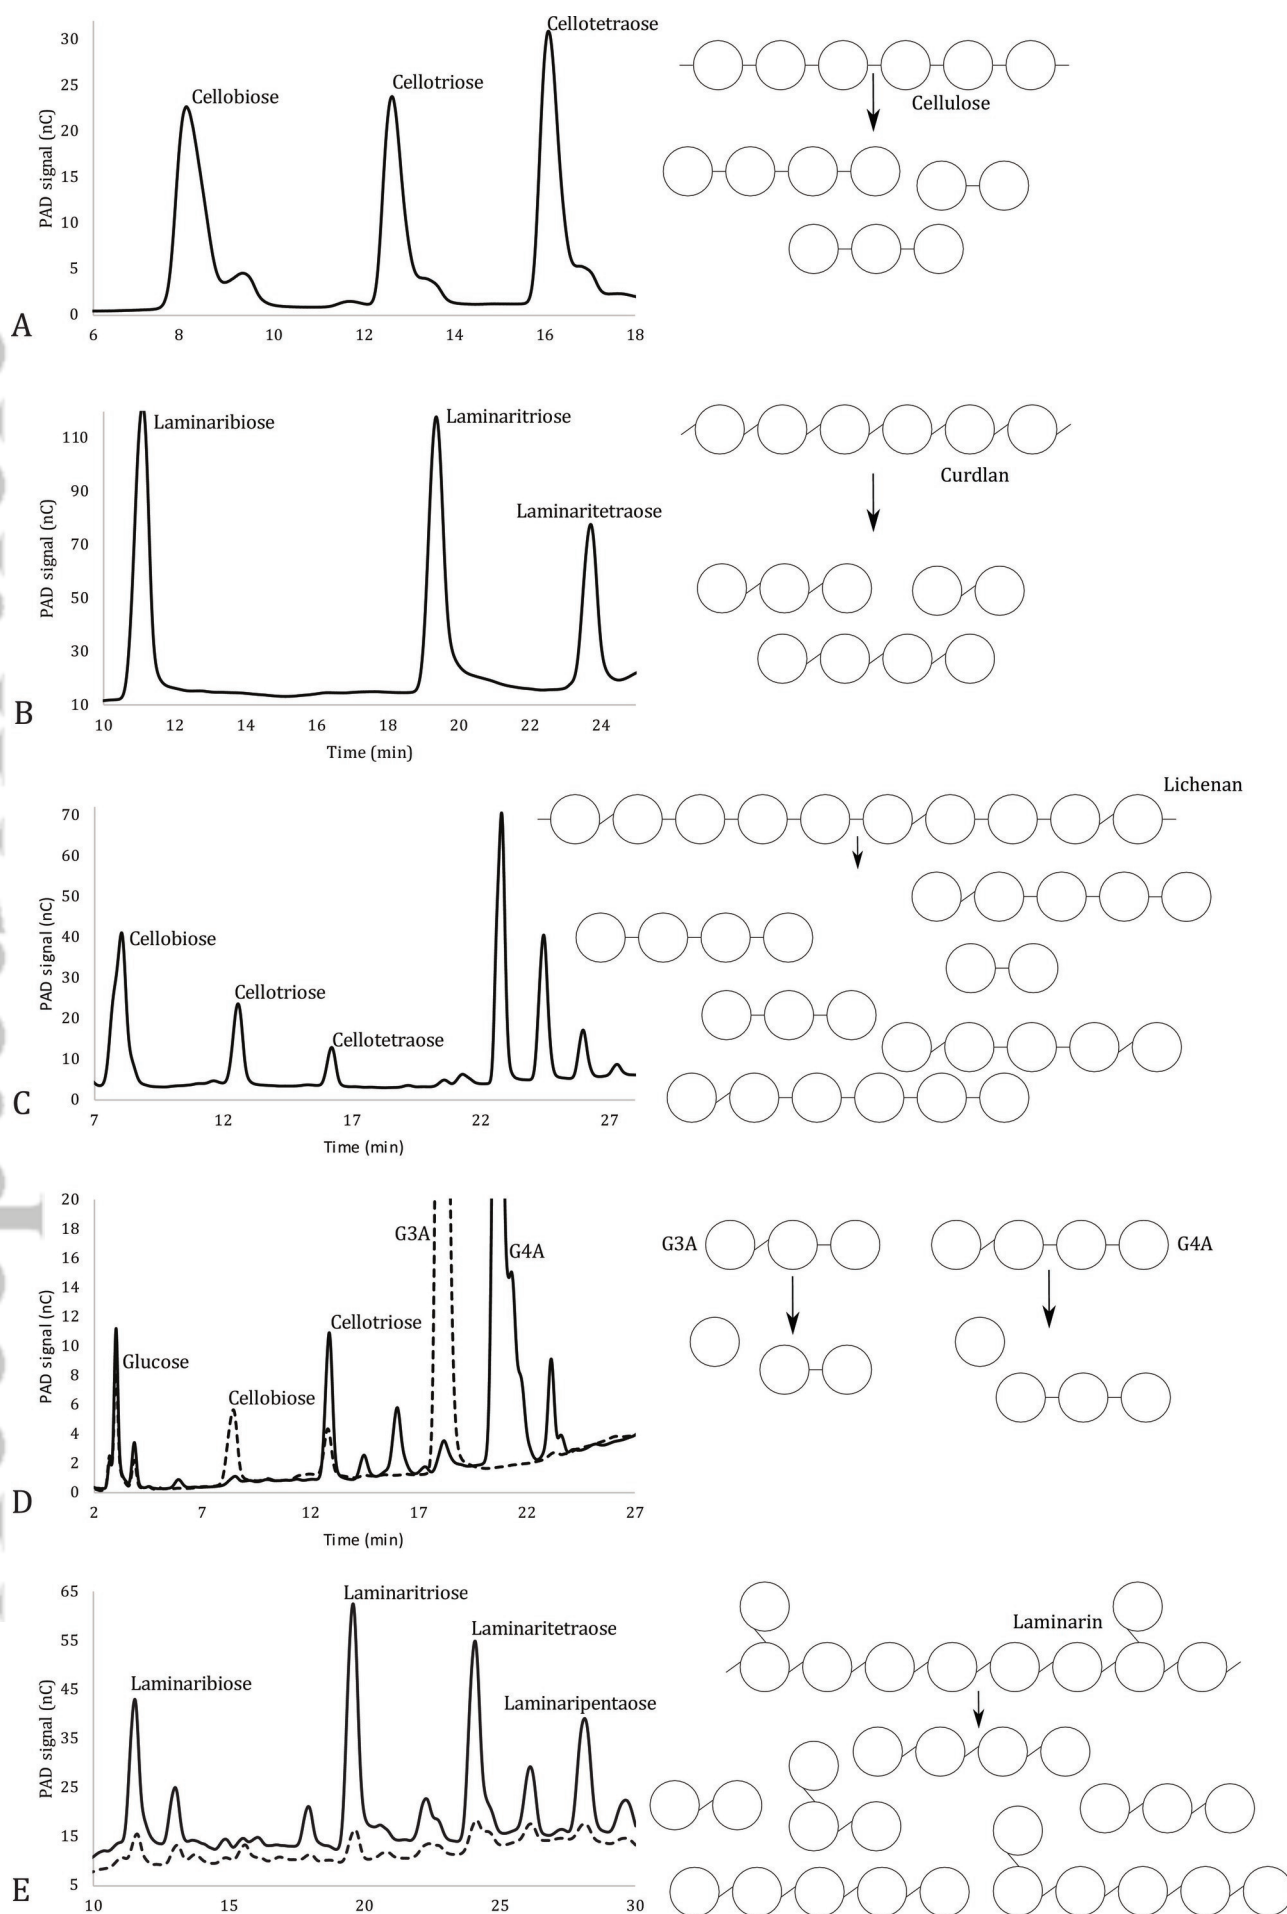 Cellotetraose
30
Cellobiose
Cellotriose
25
Cellulose
20
PAD signal (nC)
15
10
5
0
A
6 8 10 12 14 16 18
Laminaribiose
Laminaritriose
110
Curdlan
90
Laminaritetraose
70
PAD signal (nC)
50
30
10
B
10 12 14 16 18 20 22 24
Time (min)
Lichenan
70
60
50
PAD signal (nC)
40
Cellobiose
30
Cellotriose
20
Cellotetraose
10
0
C
7 12 17 22 27
Time (min)
20
18
G3A
G3A
G4A
16
G4A
14
12
Cellotriose
PAD signal (nC)
10
Glucose
8
Cellobiose
6
4
2
0
D
2 7 12 17 22 27
Time (min)
65
Laminaritriose
Laminarin
55
Laminaritetraose
45
Laminaribiose
Laminaripentaose
PAD signal (nC)
35
25
15
5
E
10 15 20 25 30